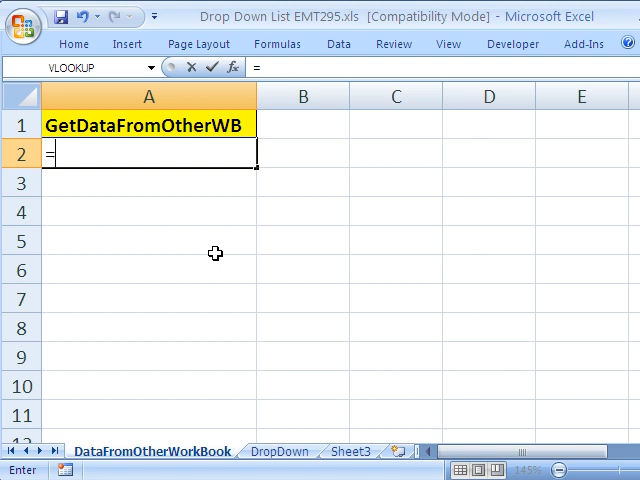 Drop Down List EMT295.xls [Compatibility Mode] - Microsoft Excel
Home Insert Page Layout Formulas Data Review View Developer Add-Ins
VLOOKUP fx =
A B C D E
1 GetDataFromOtherWB
2 =
3
4
5
6
7
8
9
10
11
12
DataFromOtherWorkBook DropDown Sheet3
Enter 145%